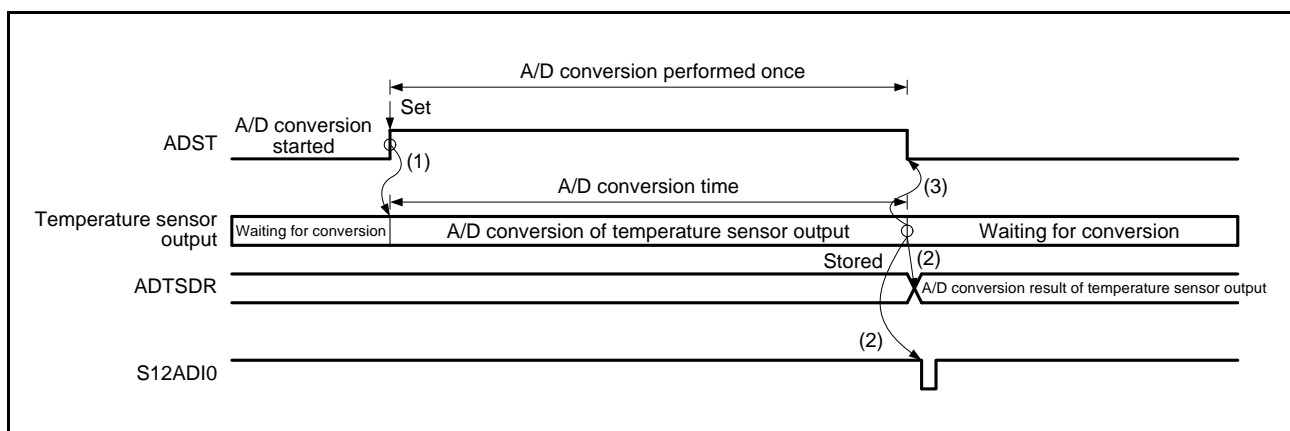 A/D conversion performed once
Set
A/D conversion
started
ADST
(1)
A/D conversion time
(3)
Temperature sensor
output
Waiting for conversion
A/D conversion of temperature sensor output
Waiting for conversion
Stored
(2)
ADTSDR
A/D conversion result of temperature sensor output
(2)
S12ADI0